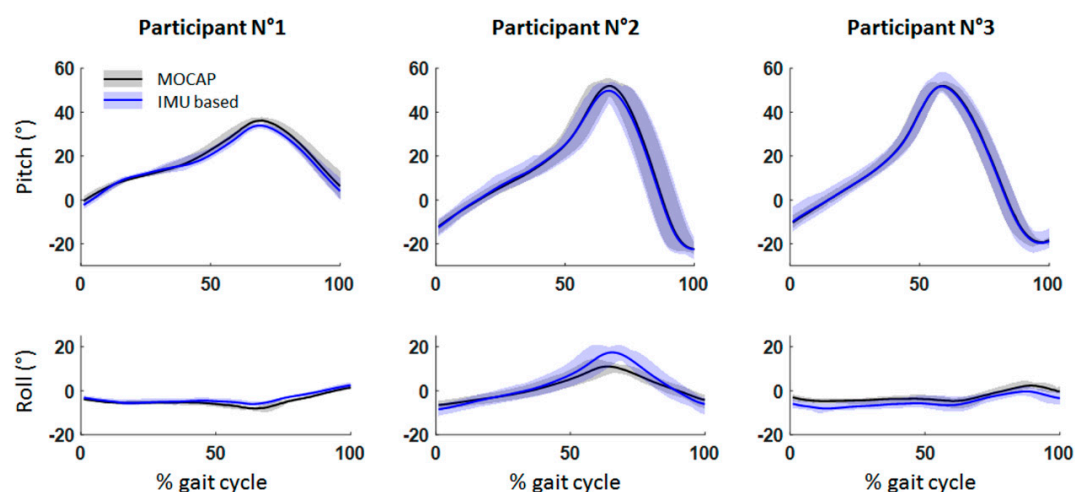 Participant N°1 Participant N°2 Participant N°3
60 60 60
MOCAP
40 IMU based 40 40
Pitch (°)
20 20 20
0 0 0
-20 -20 -20
0 50 100 0 50 100 0 50 100
20 20 20
Roll (°)
0 0 0
-20 -20 -20
0 50 100 0 50 100 0 50 100
% gait cycle % gait cycle % gait cycle